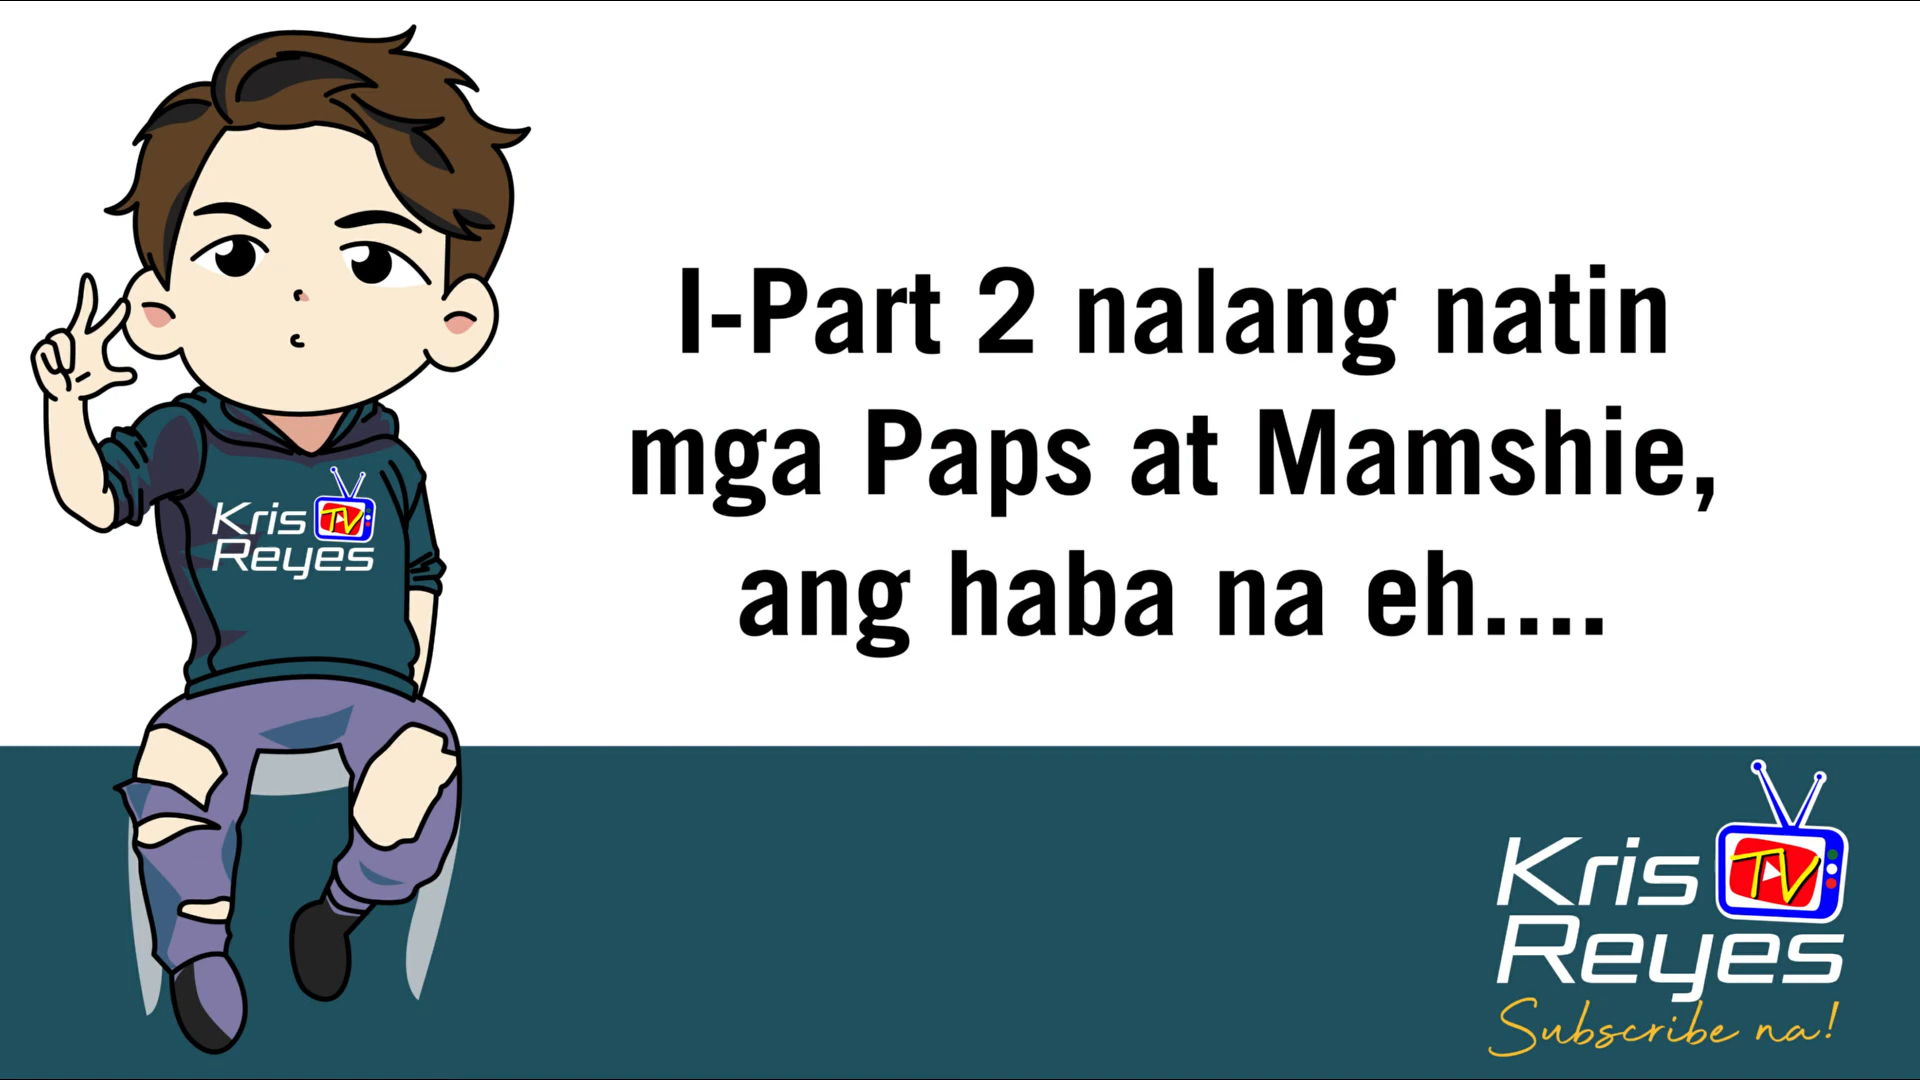 I-Part 2 nalang natin
mga Paps at Mamshie,
ang haba na eh....
Kris TV
Reyes
Kris TV
Reyes
Subscribe na!